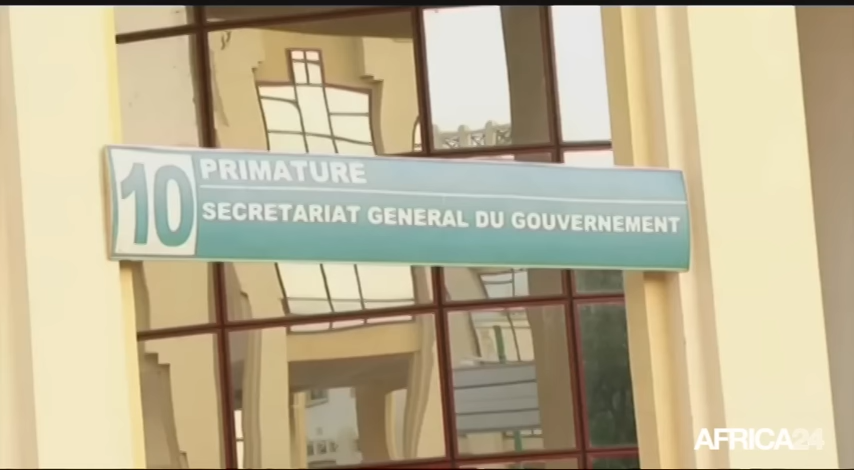 10
PRIMATURE
SECRETARIAT GENERAL DU GOUVERNEMENT
AFRICA24